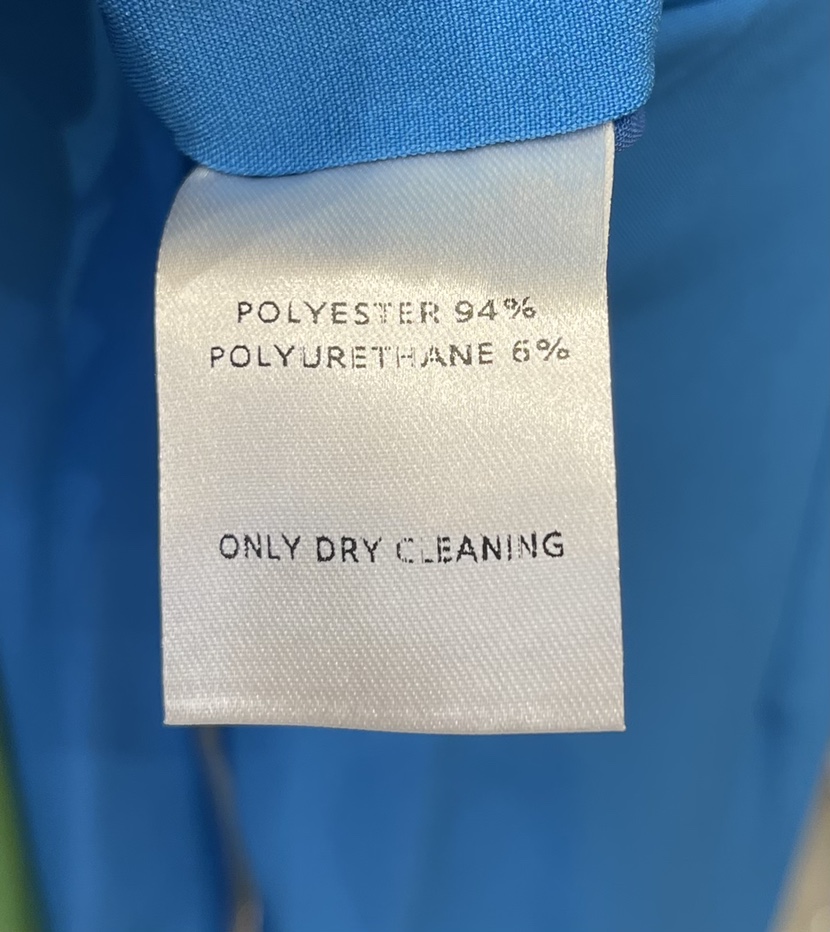 POLYESTER 94%
POLYURETHANE 6%
ONLY DRY CLEANING